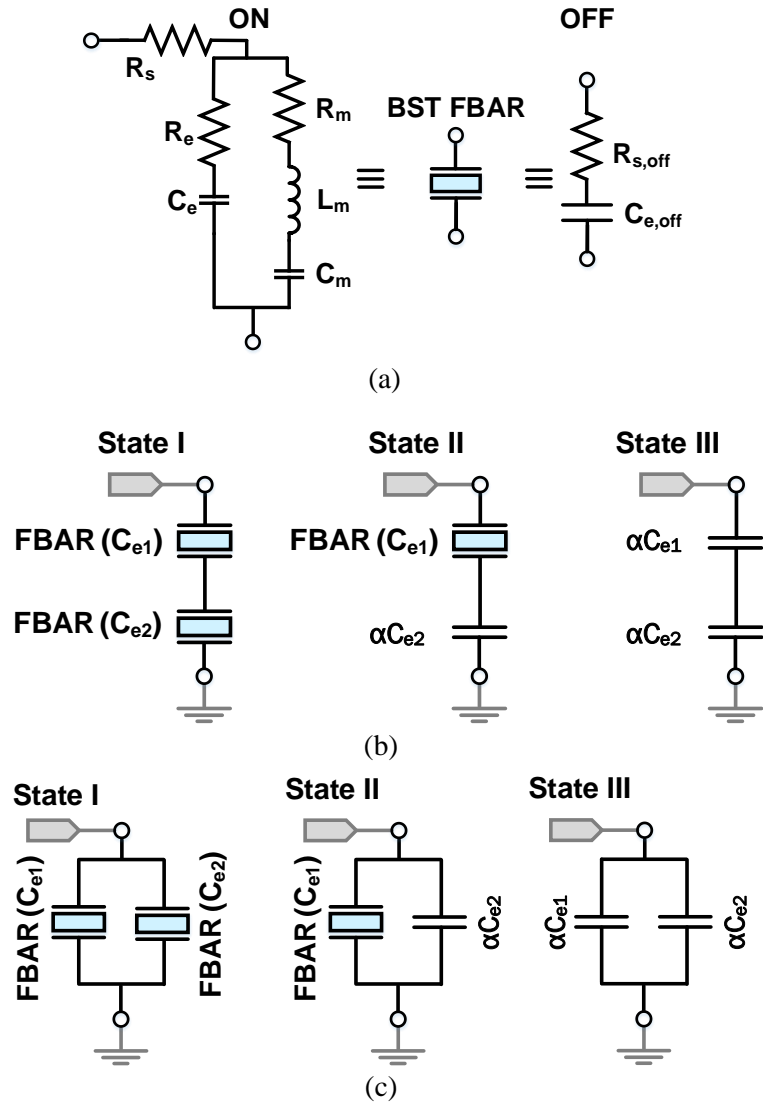 ON
OFF
Rs
Re
Ce
Rm
Lm
Cm
≡
BST FBAR
≡
Rs,off
Ce,off
(a)
State I
State II
State III
FBAR (Ce1)
FBAR (Ce1)
αCe1
FBAR (Ce2)
αCe2
αCe2
(b)
State I
State II
State III
FBAR (Ce1)
FBAR (Ce2)
FBAR (Ce1)
αCe2
αCe1
αCe2
(c)